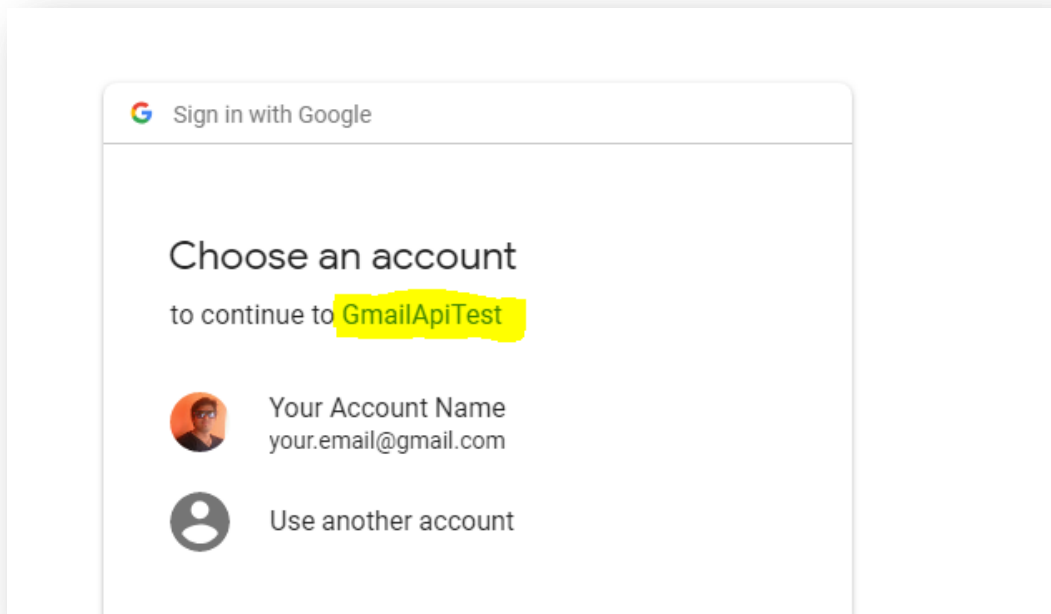 Sign in with Google
Choose an account
to continue to GmailApiTest
Your Account Name
your.email@gmail.com
Use another account